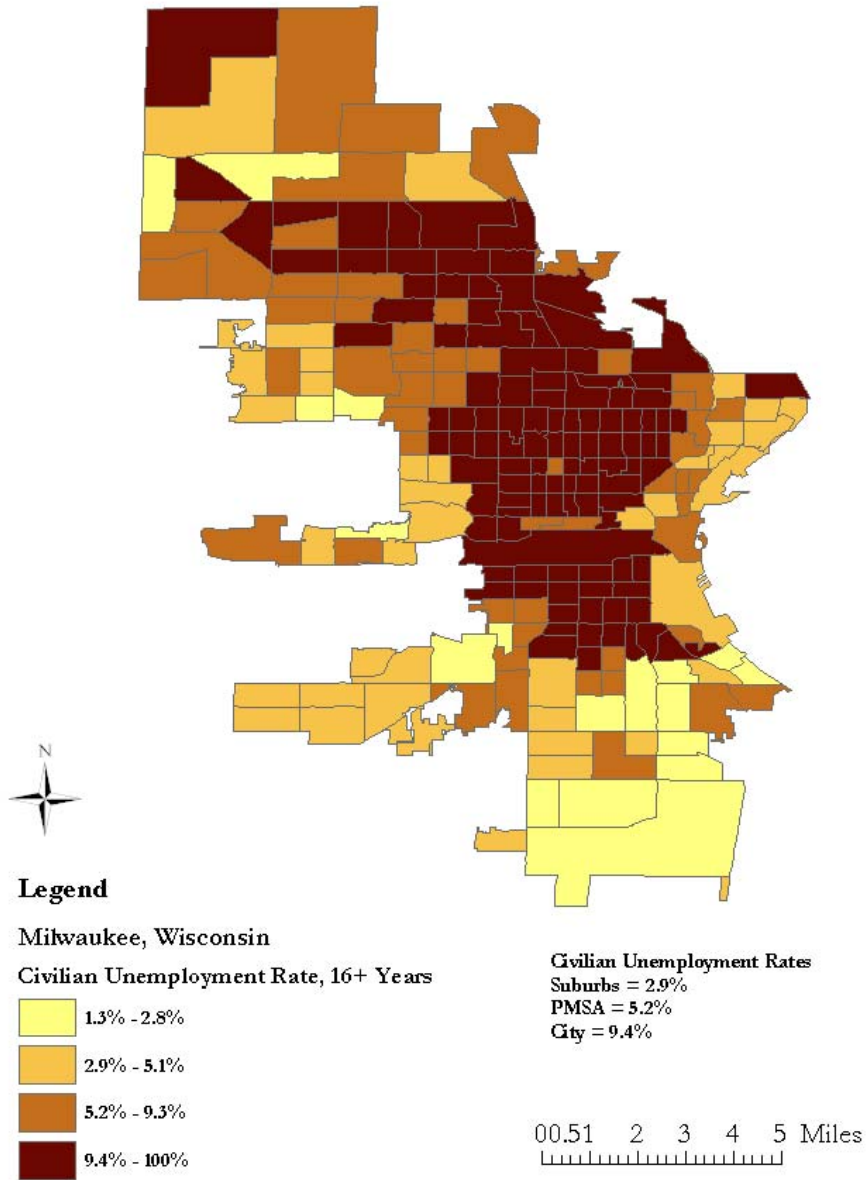 N
Legend
Milwaukee, Wisconsin
Civilian Unemployment Rate, 16+ Years
1.3% - 2.8%
2.9% - 5.1%
5.2% - 9.3%
9.4% - 100%
Civilian Unemployment Rates
Suburbs = 2.9%
PMSA = 5.2%
City = 9.4%
00.51 2 3 4 5 Miles